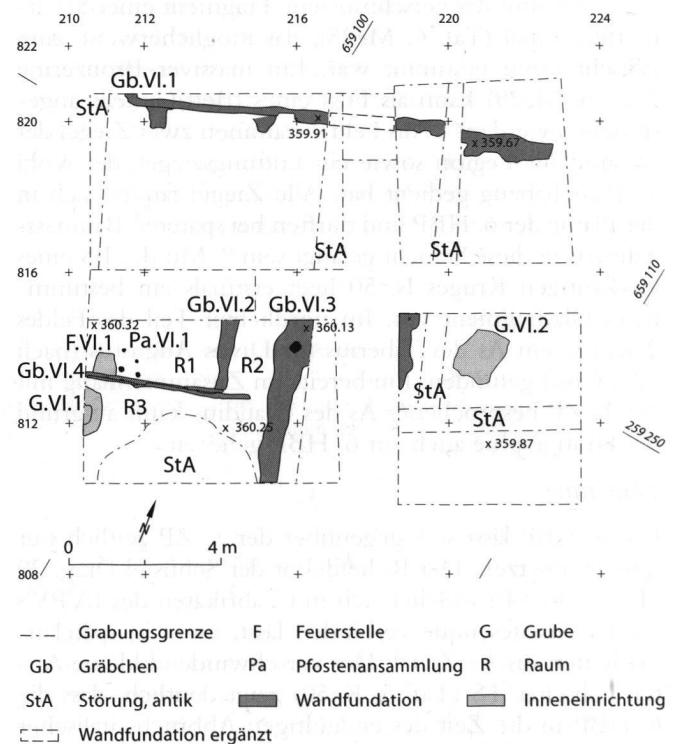 210 212 216 220 224
659 100
822
Gb.VI.1
StA
820
359.91
x 359.67
StA StA
816
659 110
Gb.VI.2 Gb.VI.3
x 360.32 x 360.13 G.VI.2
F.VI.1 Pa.VI.1
R1 R2
Gb.VI.4
StA
G.VI.1 R3 StA
812
x 360.25
259 250
x 359.87
StA
N
0 4 m
808
Grabungsgrenze F Feuerstelle G Grube
Gb Gräbchen Pa Pfostenansammlung R Raum
StA Störung, antik Wandfundation Inneneinrichtung
Wandfundation ergänzt